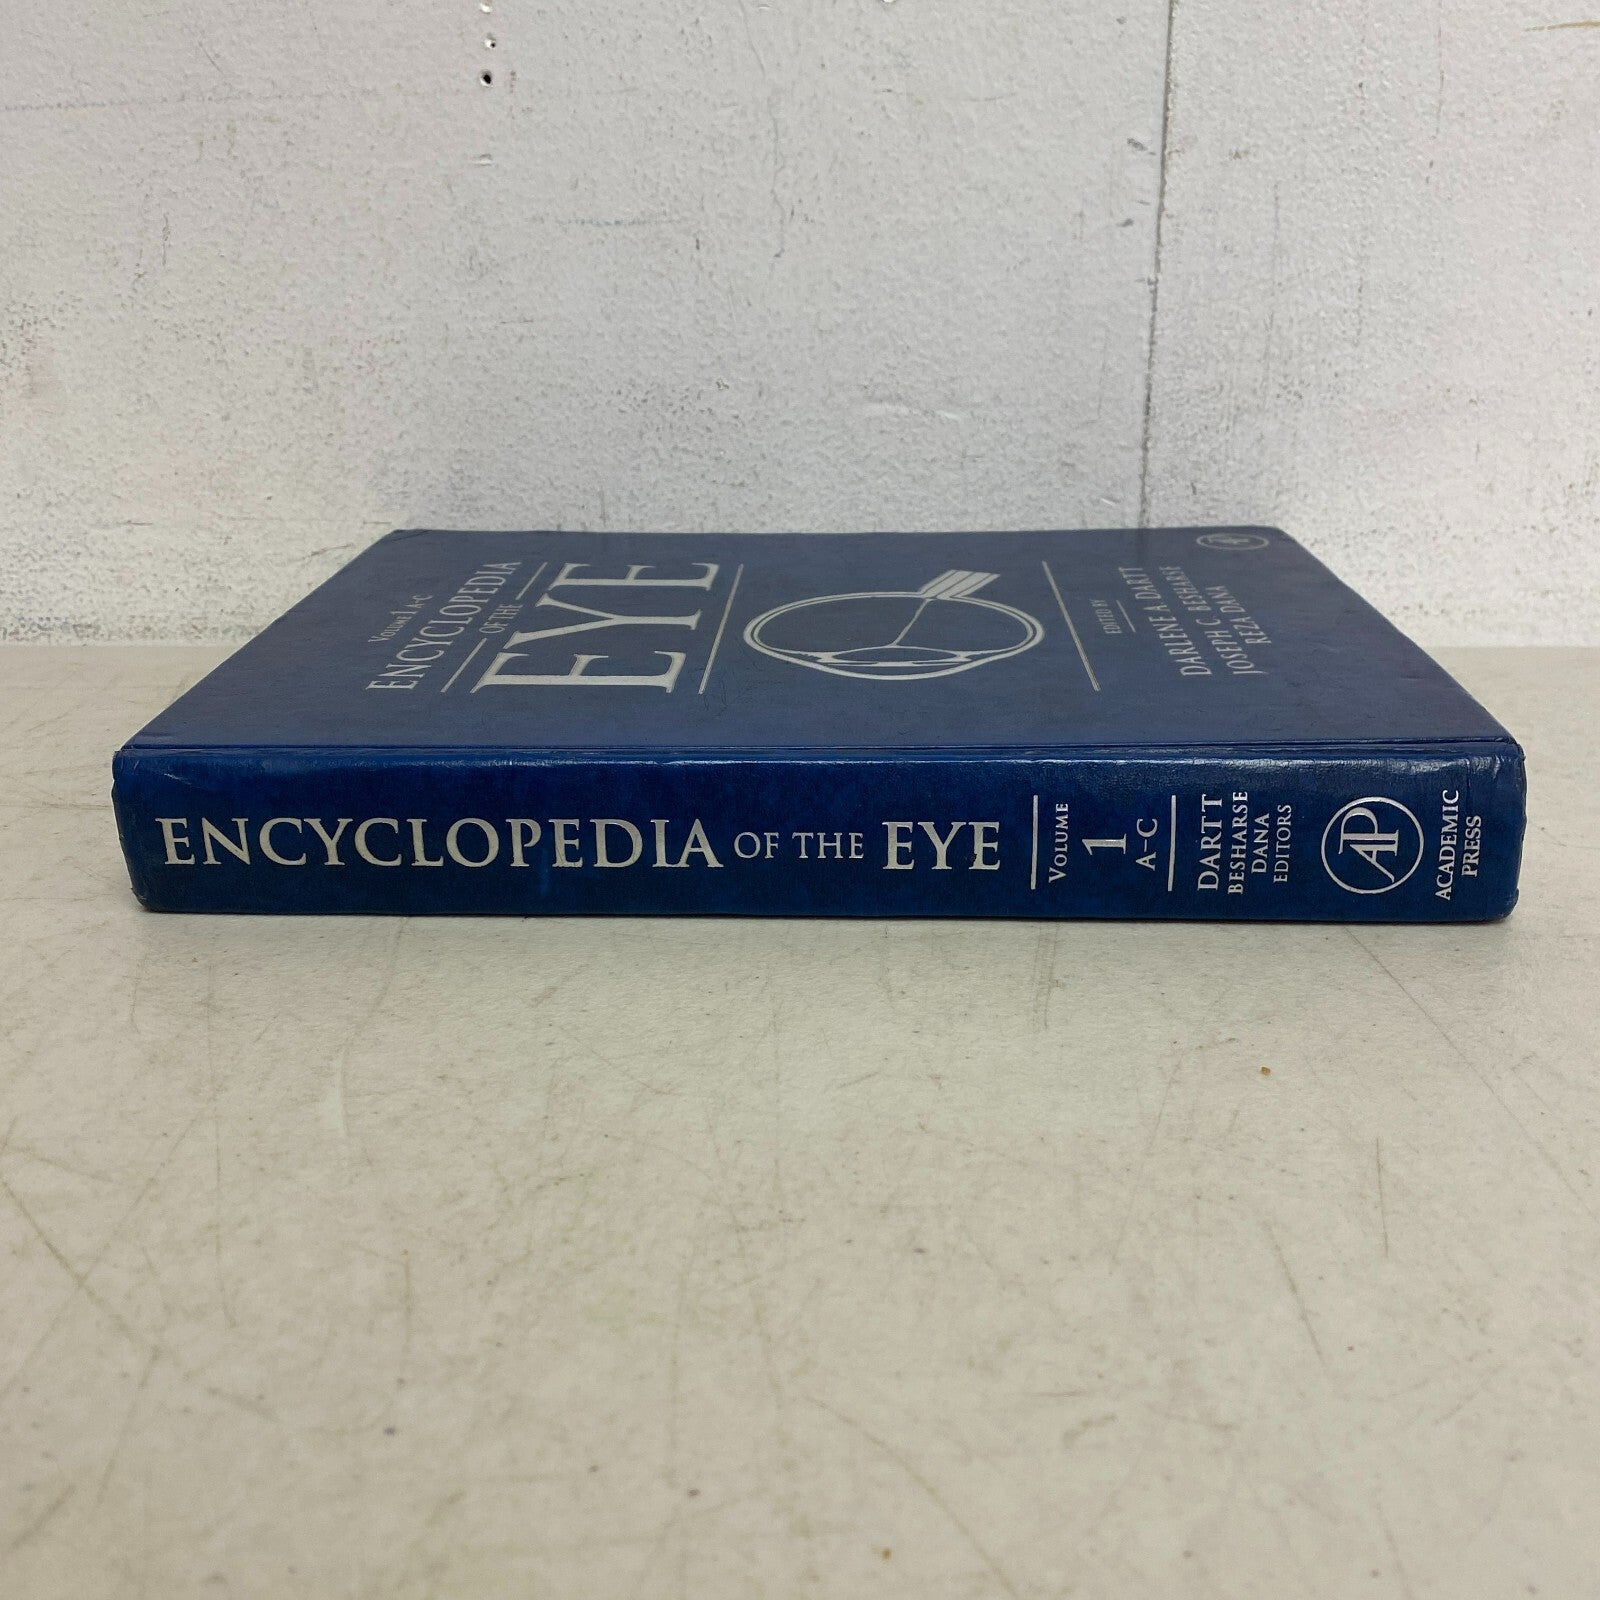 VOLUME 1 A-C
ENCYCLOPEDIA
OF THE
EYE
EDITED BY
DARLENE A. DARTT
JOSEPH C. BESHARSE
REZA DANA
AP
ENCYCLOPEDIA OF THE EYE
VOLUME
1
A-C
DARTT
BESHARSE
DANA
EDITORS
AP
ACADEMIC
PRESS